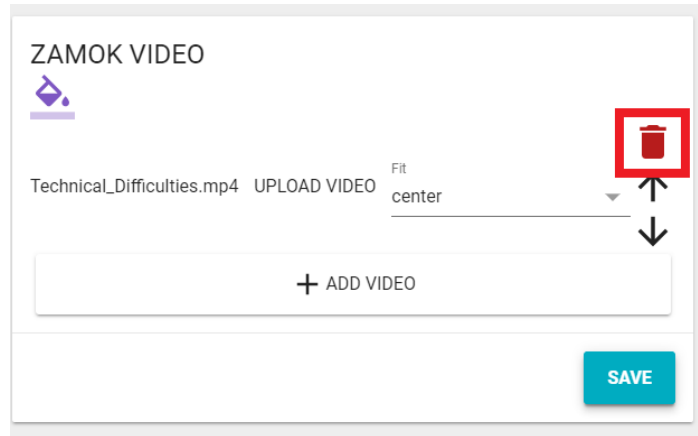 ZAMOK VIDEO
Technical_Difficulties.mp4 UPLOAD VIDEO
Fit
center
ADD VIDEO
SAVE